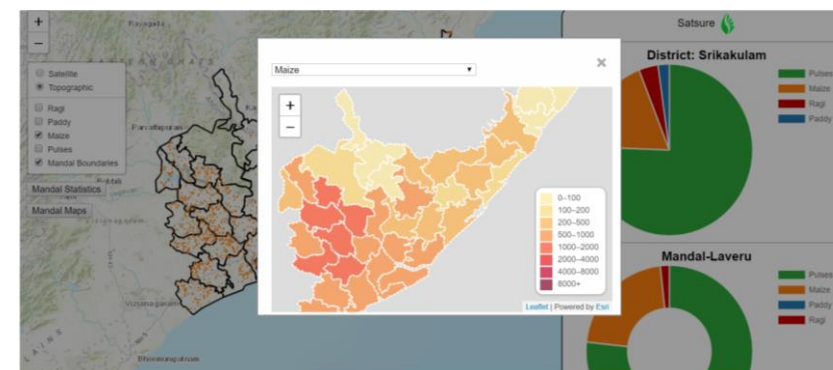 Satsure
District: Srikakulam
Pulses
Maize
Ragi
Paddy
Mandal-Laveru
Pulses
Maize
Paddy
Ragi
+
−
Satellite
Topographic
Ragi
Paddy
Maize
Pulses
Mandal Boundaries
Mandal Statistics
Mandal Maps
Parvathipuram
Vizianagaram
Bheemunipatnam
Maize
×
+
−
0–100
100–200
200–500
500–1000
1000–2000
2000–4000
4000–8000
8000+
Leaflet | Powered by Esri